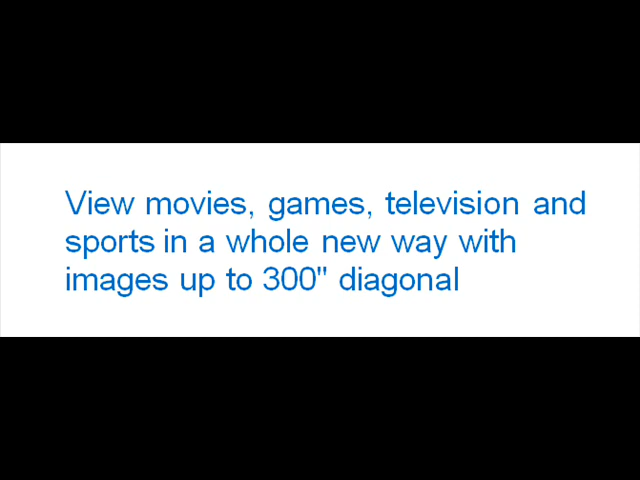 View movies, games, television and
sports in a whole new way with
images up to 300" diagonal